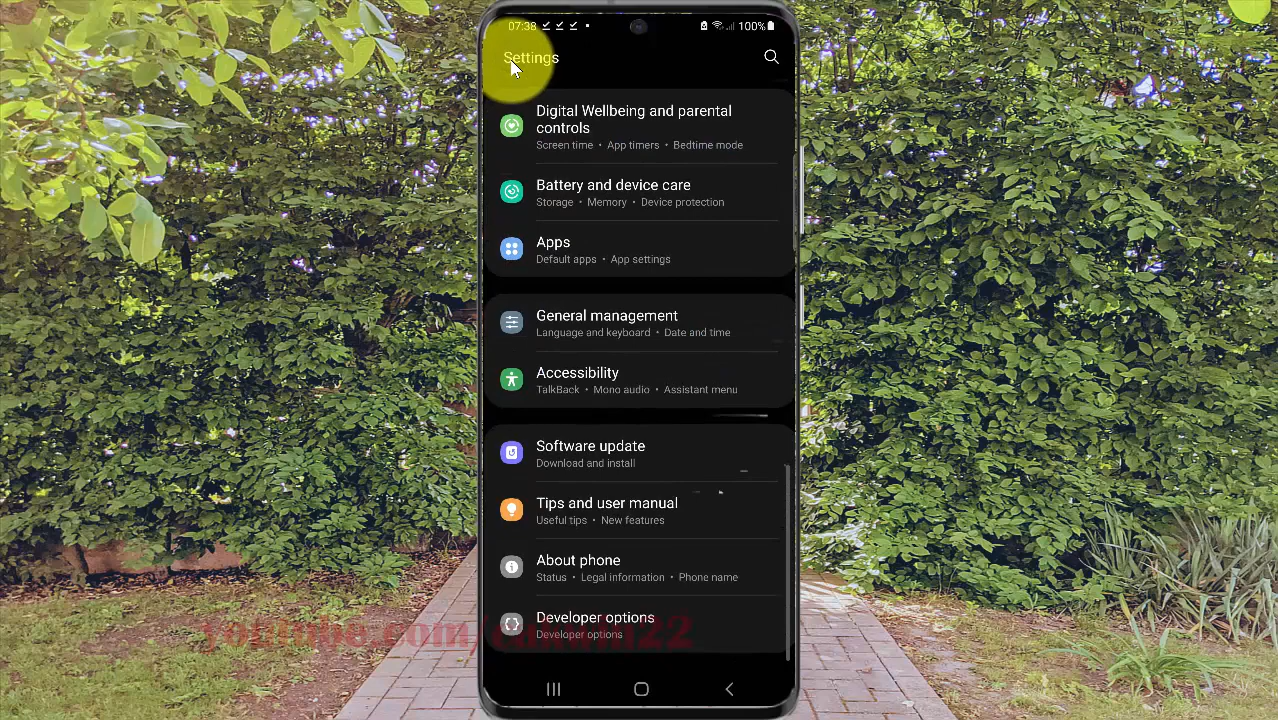 07:38
100%
Settings
Digital Wellbeing and parental
controls
Screen time • App timers • Bedtime mode
Battery and device care
Storage • Memory • Device protection
Apps
Default apps • App settings
General management
Language and keyboard • Date and time
Accessibility
TalkBack • Mono audio • Assistant menu
Software update
Download and install
Tips and user manual
Useful tips • New features
About phone
Status • Legal information • Phone name
Developer options
Developer options